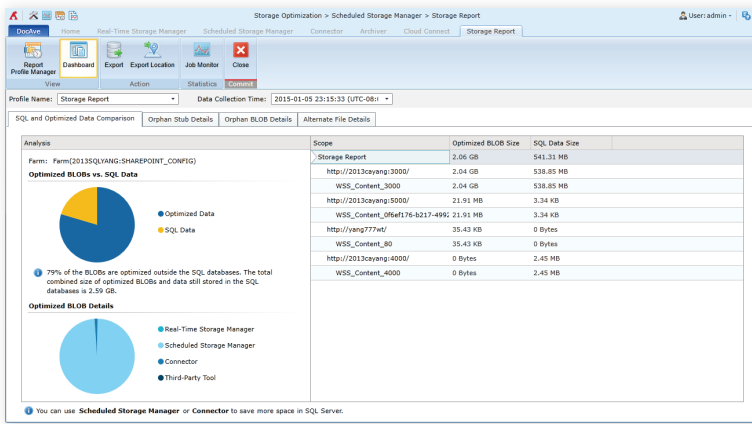 Storage Optimization > Scheduled Storage Manager > Storage Report
User: admin
DocAve Home Real-Time Storage Manager Scheduled Storage Manager Connector Archiver Cloud Connect Storage Report
Report Profile Manager
Dashboard
Export
Export Location
Job Monitor
Close
View Action Statistics Commit
Profile Name: Storage Report Data Collection Time: 2015-01-05 23:15:33 (UTC-08:
SQL and Optimized Data Comparison Orphan Stub Details Orphan BLOB Details Alternate File Details
Analysis
Farm: Farm(2013SQLYANG:SHAREPOINT_CONFIG)
Optimized BLOBs vs. SQL Data
Optimized Data
SQL Data
79% of the BLOBs are optimized outside the SQL databases. The total
combined size of optimized BLOBs and data still stored in the SQL
databases is 2.59 GB.
Optimized BLOB Details
Real-Time Storage Manager
Scheduled Storage Manager
Connector
Third-Party Tool
Scope Optimized BLOB Size SQL Data Size
Storage Report 2.06 GB 541.31 MB
http://2013cayang:3000/ 2.04 GB 538.85 MB
WSS_Content_3000 2.04 GB 538.85 MB
http://2013cayang:5000/ 21.91 MB 3.34 KB
WSS_Content_0f6ef176-b217-4992 21.91 MB 3.34 KB
http://yang777wt/ 35.43 KB 0 Bytes
WSS_Content_80 35.43 KB 0 Bytes
http://2013cayang:4000/ 0 Bytes 2.45 MB
WSS_Content_4000 0 Bytes 2.45 MB
You can use Scheduled Storage Manager or Connector to save more space in SQL Server.